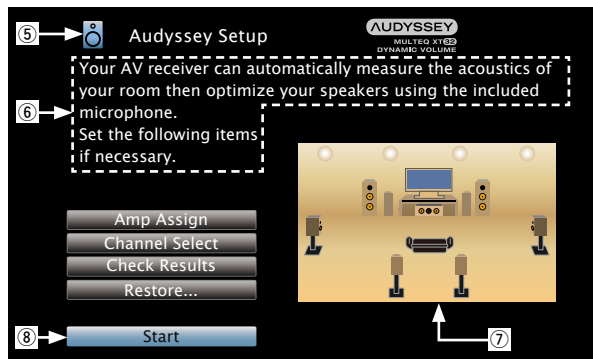 ⑤
Audyssey Setup
AUDYSSEY
MULTEQ XT32
DYNAMIC VOLUME
⑥
Your AV receiver can automatically measure the acoustics of
your room then optimize your speakers using the included
microphone.
Set the following items
if necessary.
Amp Assign
Channel Select
Check Results
Restore...
⑧
Start
⑦